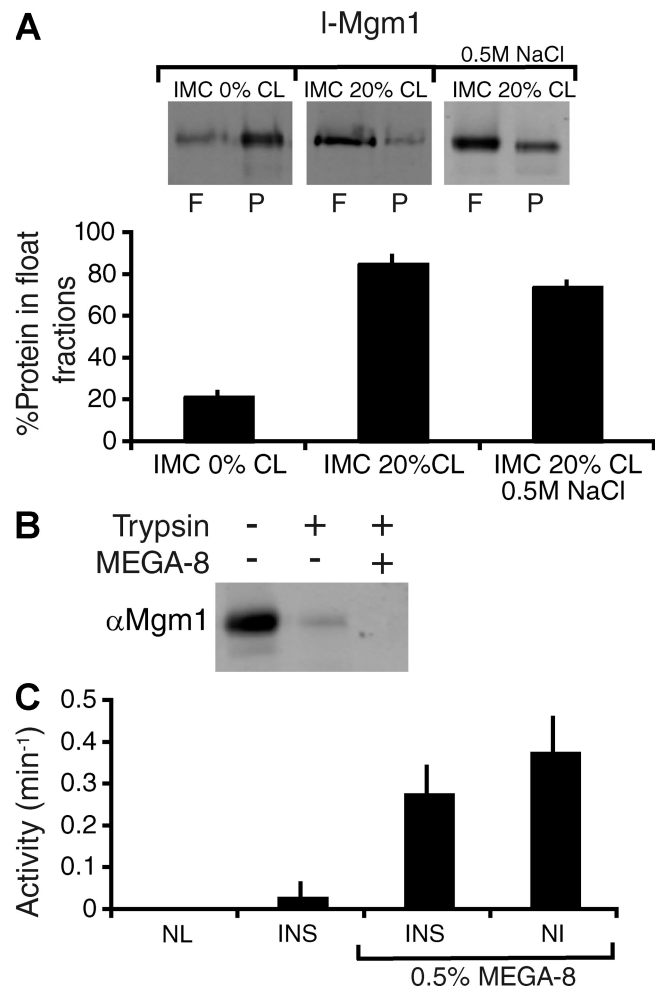 A
l-Mgm1
0.5M NaCl
IMC 0% CL IMC 20% CL IMC 20% CL
F P F P F P
%Protein in float
fractions
100
80
60
40
20
0
IMC 0% CL IMC 20%CL IMC 20% CL
0.5M NaCl
B
Trypsin - + +
MEGA-8 - - +
αMgm1
C
Activity (min-1)
0.5
0.4
0.3
0.2
0.1
0
NL INS INS NI
0.5% MEGA-8